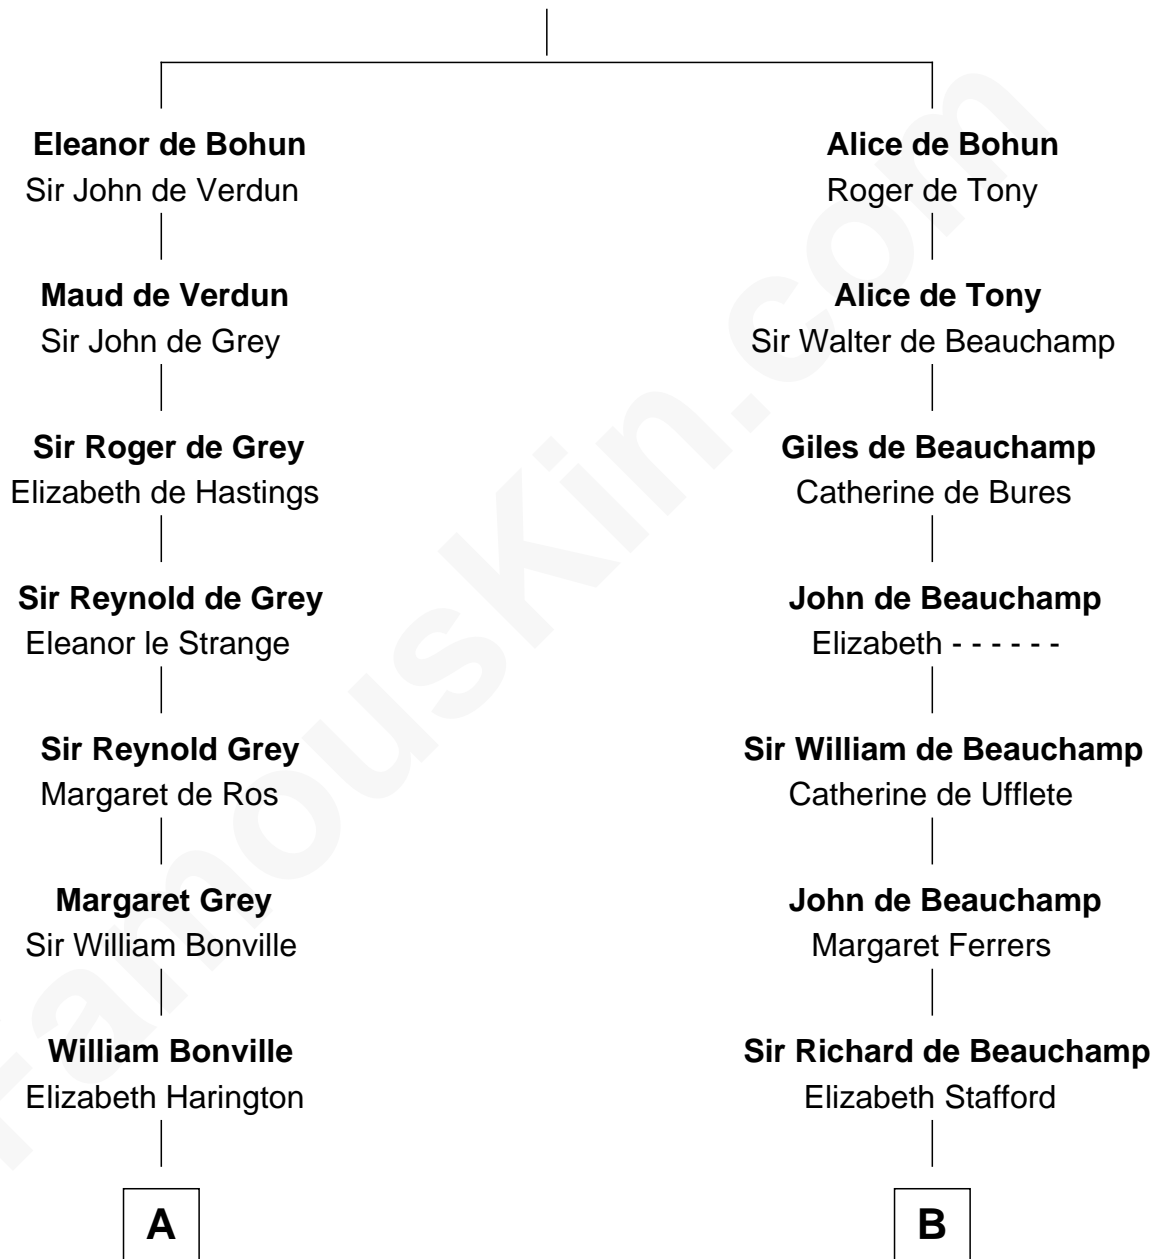 Eleanor de Bohun
Sir John de Verdun
Maud de Verdun
Sir John de Grey
Sir Roger de Grey
Elizabeth de Hastings
Sir Reynold de Grey
Eleanor le Strange
Sir Reynold Grey
Margaret de Ros
Margaret Grey
Sir William Bonville
William Bonville
Elizabeth Harington
A
Alice de Bohun
Roger de Tony
Alice de Tony
Sir Walter de Beauchamp
Giles de Beauchamp
Catherine de Bures
John de Beauchamp
Elizabeth - - - - - -
Sir William de Beauchamp
Catherine de Ufflete
John de Beauchamp
Margaret Ferrers
Sir Richard de Beauchamp
Elizabeth Stafford
B
FamousKin.com